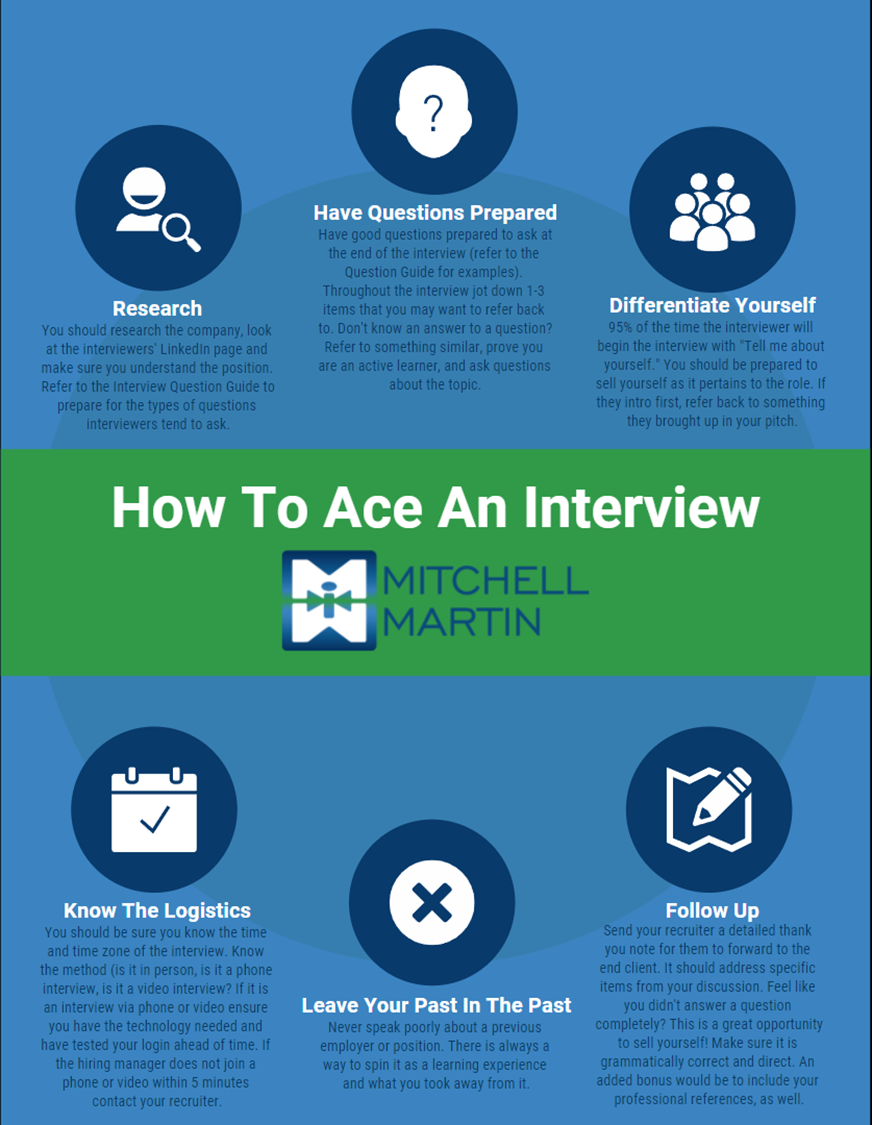 ?
Have Questions Prepared
Have good questions prepared to ask at
the end of the interview (refer to the
Question Guide for examples).
Throughout the interview jot down 1-3
items that you may want to refer back
to. Don't know an answer to a question?
Refer to something similar, prove you
are an active learner, and ask questions
about the topic.
Research
You should research the company, look
at the interviewers' LinkedIn page and
make sure you understand the position.
Refer to the Interview Question Guide to
prepare for the types of questions
interviewers tend to ask.
Differentiate Yourself
95% of the time the interviewer will
begin the interview with "Tell me about
yourself." You should be prepared to
sell yourself as it pertains to the role. If
they intro first, refer back to something
they brought up in your pitch.
How To Ace An Interview
MITCHELL
MARTIN
Know The Logistics
You should be sure you know the time
and time zone of the interview. Know
the method (is it in person, is it a phone
interview, is it a video interview? If it is
an interview via phone or video ensure
you have the technology needed and
have tested your login ahead of time. If
the hiring manager does not join a
phone or video within 5 minutes
contact your recruiter.
Leave Your Past In The Past
Never speak poorly about a previous
employer or position. There is always a
way to spin it as a learning experience
and what you took away from it.
Follow Up
Send your recruiter a detailed thank
you note for them to forward to the
end client. It should address specific
items from your discussion. Feel like
you didn't answer a question
completely? This is a great opportunity
to sell yourself! Make sure it is
grammatically correct and direct. An
added bonus would be to include your
professional references, as well.